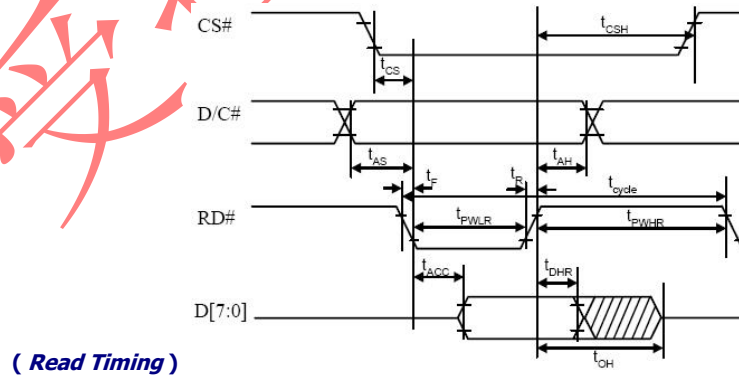 CS#
tCSH
tCS
D/C#
tAS
tF
tR
tAH
tcycle
RD#
tPWLR
tPWHR
tACC
tDHR
D[7:0]
tOH
( Read Timing )